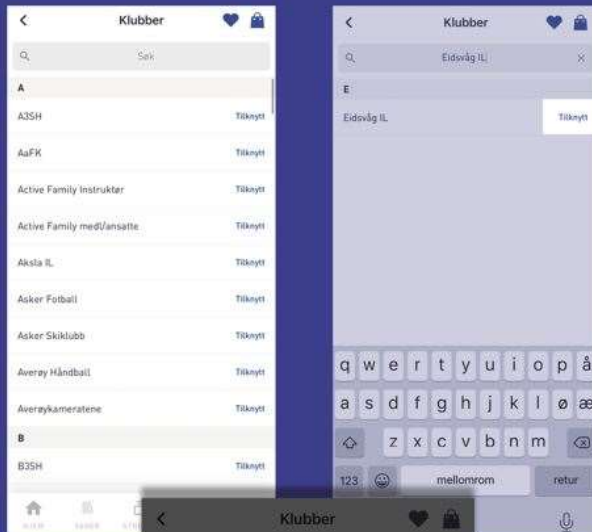 Klubber
Søk
A
A3SH Tilknytt
AaFK Tilknytt
Active Family Instruktør Tilknytt
Active Family medl/ansatte Tilknytt
Aksla IL Tilknytt
Asker Fotball Tilknytt
Asker Skiklubb Tilknytt
Averøy Håndball Tilknytt
Averøykameratene Tilknytt
B
B3SH Tilknytt
HJEM
Klubber
Eidsvåg IL
E
Eidsvåg IL Tilknytt
q w e r t y u i o p å
a s d f g h j k l ø æ
z x c v b n m
123 mellomrom retur
Klubber